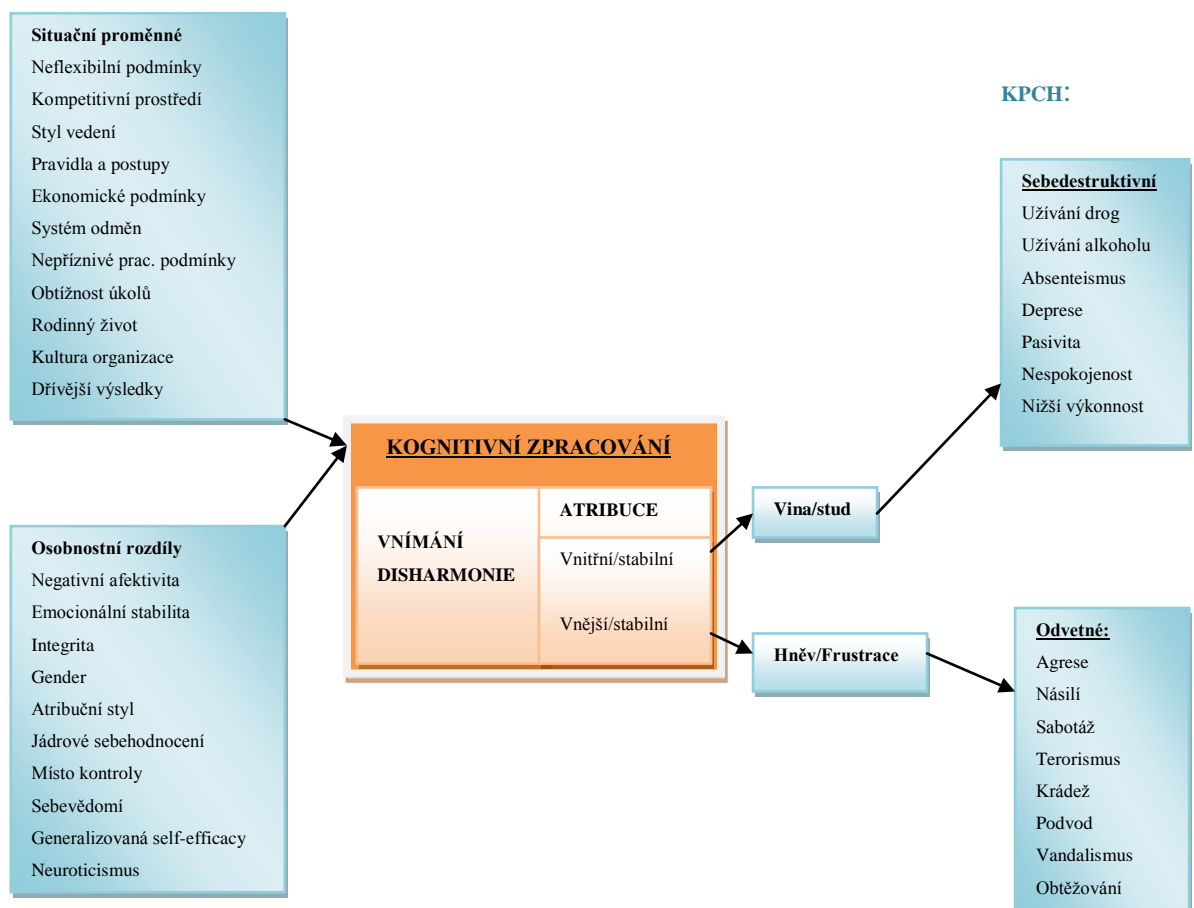 Situační proměnné
Neflexibilní podmínky
Kompetitivní prostředí
Styl vedení
Pravidla a postupy
Ekonomické podmínky
Systém odměn
Nepříznivé prac. podmínky
Obtížnost úkolů
Rodinný život
Kultura organizace
Dřívější výsledky
Osobnostní rozdíly
Negativní afektivita
Emocionální stabilita
Integrita
Gender
Atribuční styl
Jádrové sebehodnocení
Místo kontroly
Sebevědomí
Generalizovaná self-efficacy
Neuroticismus
KOGNITIVNÍ ZPRACOVÁNÍ
VNÍMÁNÍ
DISHARMONIE
ATRIBUCE
Vnitřní/stabilní
Vnější/stabilní
Vina/stud
Hněv/Frustrace
KPCH:
Sebedestruktivní
Užívání drog
Užívání alkoholu
Absenteismus
Deprese
Pasivita
Nespokojenost
Nižší výkonnost
Odvetné:
Agrese
Násilí
Sabotáž
Terorismus
Krádež
Podvod
Vandalismus
Obtěžování